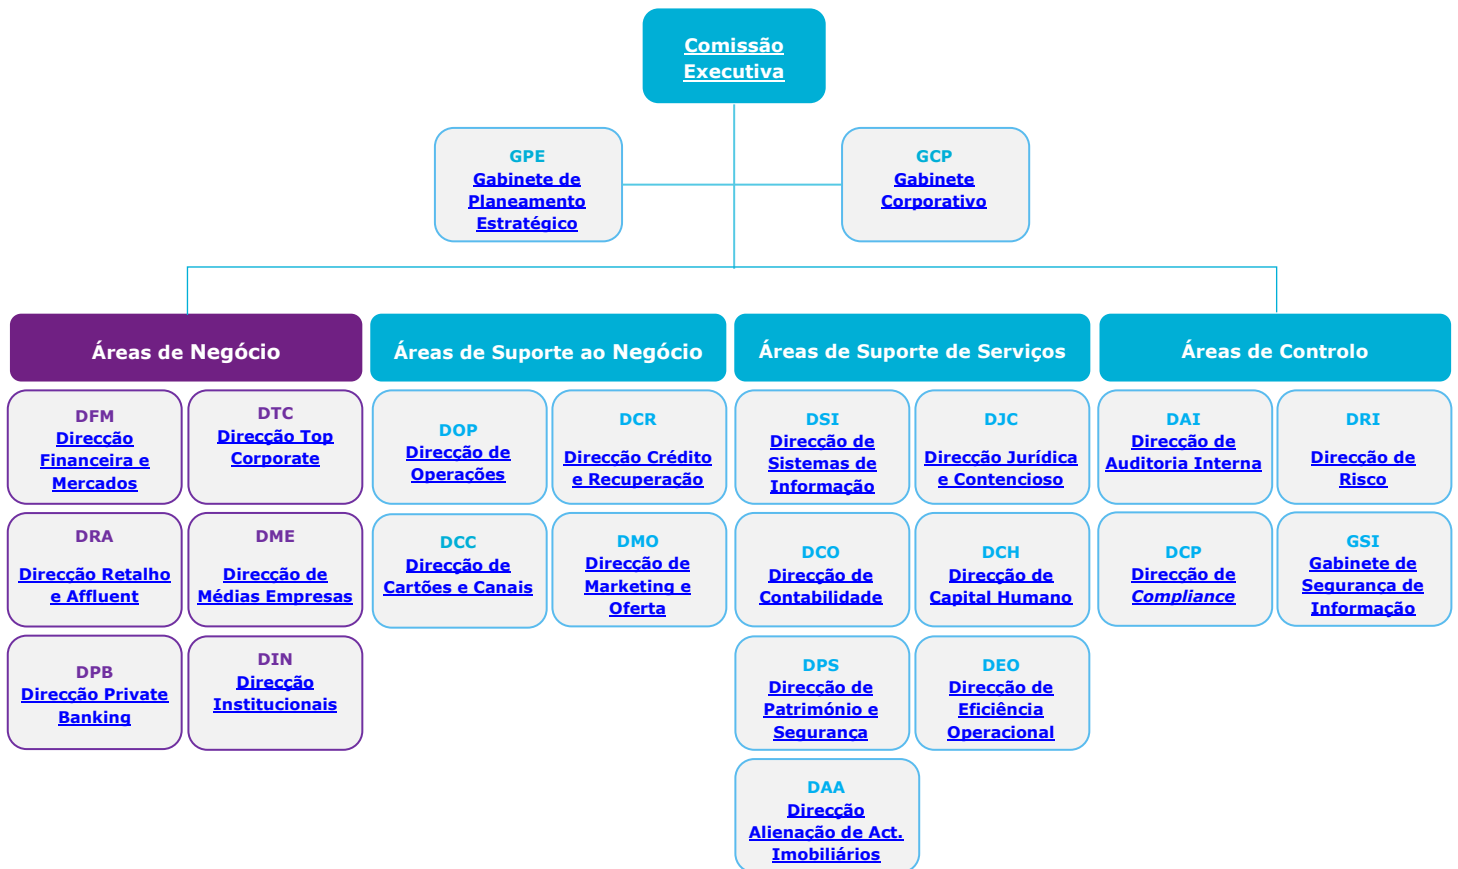 Comissão
Executiva
GPE
Gabinete de
Planeamento
Estratégico
GCP
Gabinete
Corporativo
Áreas de Negócio
Áreas de Suporte ao Negócio
Áreas de Suporte de Serviços
Áreas de Controlo
DFM
Direcção
Financeira e
Mercados
DTC
Direcção Top
Corporate
DOP
Direcção de
Operações
DCR
Direcção Crédito
e Recuperação
DSI
Direcção de
Sistemas de
Informação
DJC
Direcção Jurídica
e Contencioso
DAI
Direcção de
Auditoria Interna
DRI
Direcção de
Risco
DRA
Direcção Retalho
e Affluent
DME
Direcção de
Médias Empresas
DCC
Direcção de
Cartões e Canais
DMO
Direcção de
Marketing e
Oferta
DCO
Direcção de
Contabilidade
DCH
Direcção de
Capital Humano
DCP
Direcção de
Compliance
GSI
Gabinete de
Segurança de
Informação
DPB
Direcção Private
Banking
DIN
Direcção
Institucionais
DPS
Direcção de
Património e
Segurança
DEO
Direcção de
Eficiência
Operacional
DAA
Direcção
Alienação de Act.
Imobiliários